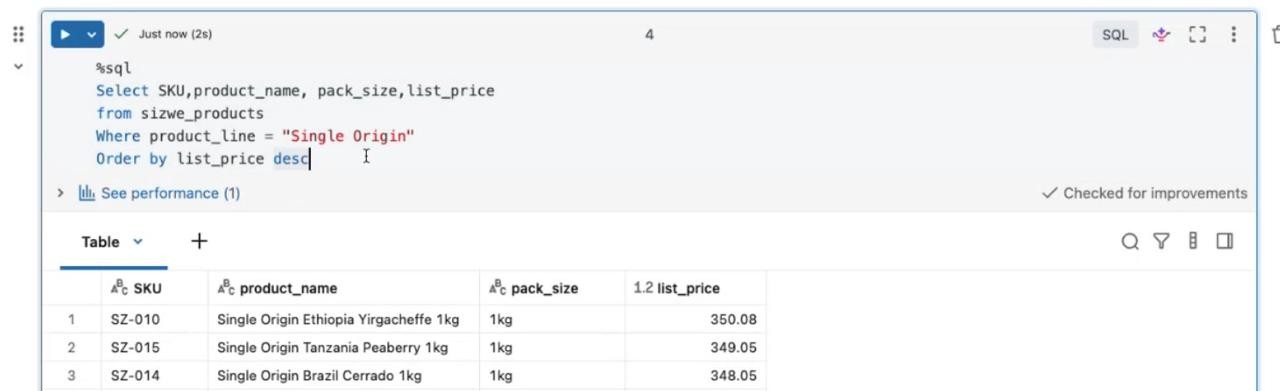 Just now (2s)
4
SQL
%sql
Select SKU,product_name, pack_size,list_price
from sizwe_products
Where product_line = "Single Origin"
Order by list_price desc
See performance (1)
Checked for improvements
Table
SKU product_name pack_size 1.2 list_price
1 SZ-010 Single Origin Ethiopia Yirgacheffe 1kg 1kg 350.08
2 SZ-015 Single Origin Tanzania Peaberry 1kg 1kg 349.05
3 SZ-014 Single Origin Brazil Cerrado 1kg 1kg 348.05